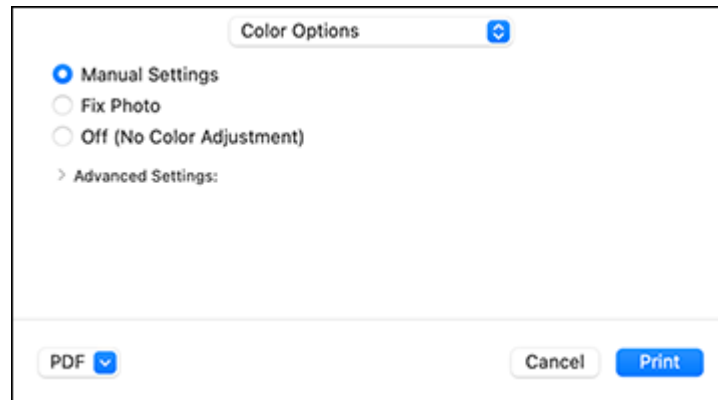 Color Options
Manual Settings
Fix Photo
Off (No Color Adjustment)
Advanced Settings:
PDF Cancel Print